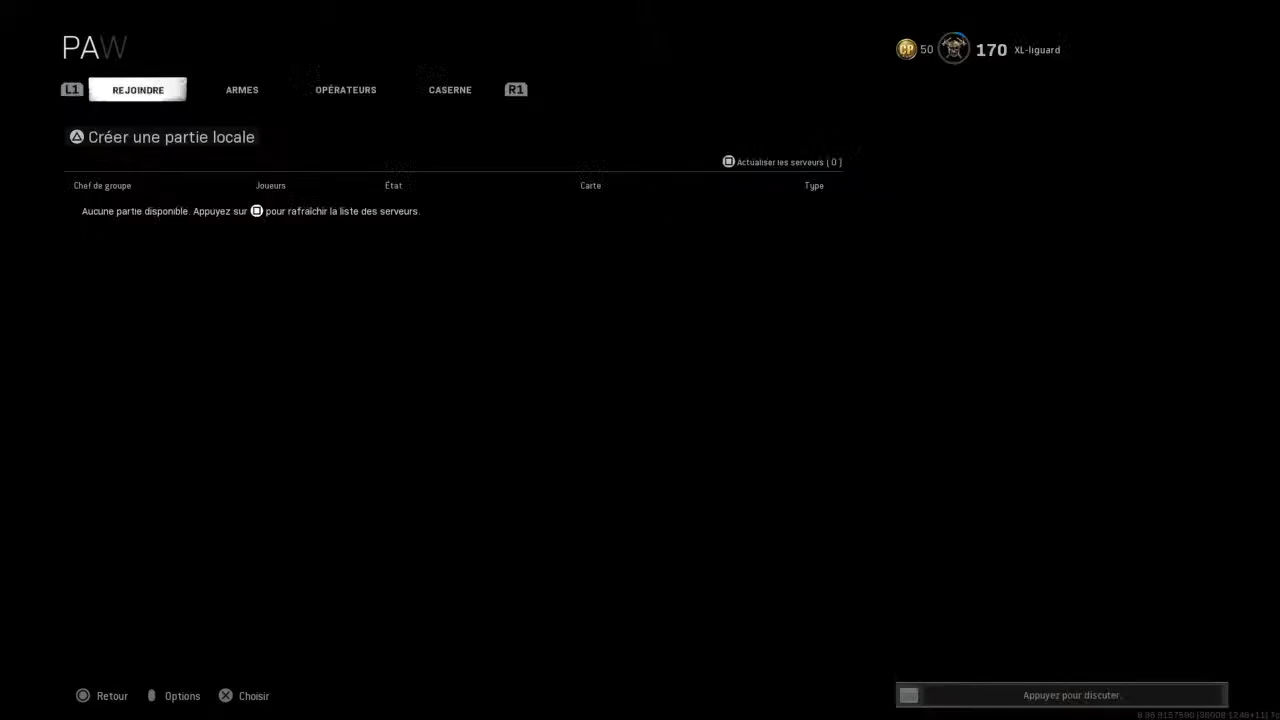 PAW
CP 50 170 XL-liguard
L1 REJOINDRE ARMES OPÉRATEURS CASERNE R1
Créer une partie locale
Actualiser les serveurs ( 0 )
Chef de groupe Joueurs État Carte Type
Aucune partie disponible. Appuyez sur pour rafraîchir la liste des serveurs.
Retour Options Choisir
Appuyez pour discuter.